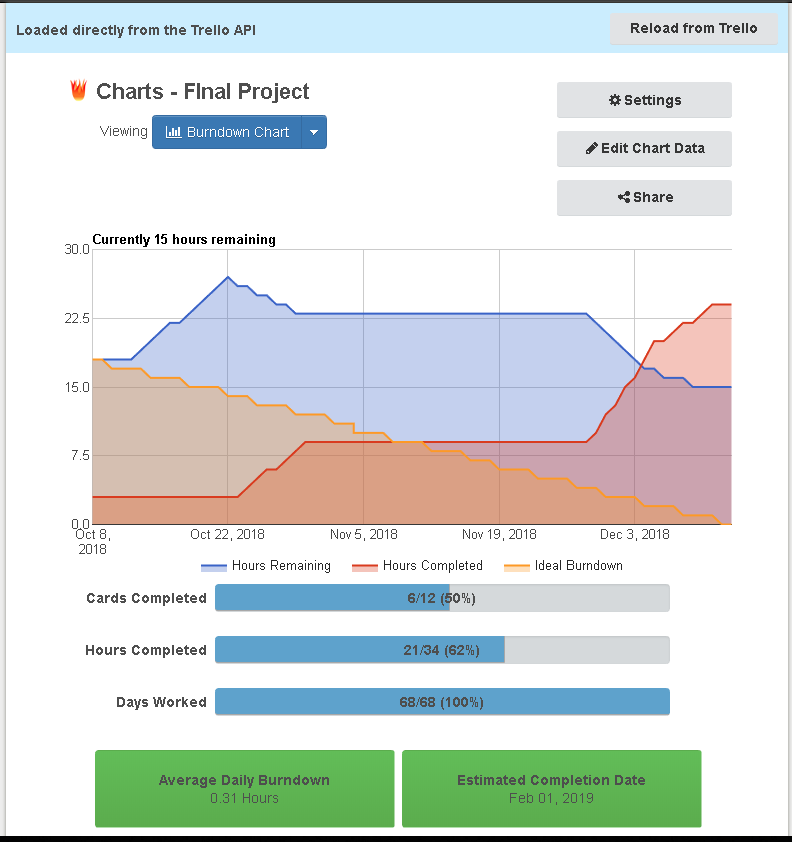 Loaded directly from the Trello API
Reload from Trello
Charts - FInal Project
Settings
Viewing
Burndown Chart
Edit Chart Data
Share
Currently 15 hours remaining
30.0
22.5
15.0
7.5
0.0
Oct 8,
2018
Oct 22, 2018
Nov 5, 2018
Nov 19, 2018
Dec 3, 2018
Hours Remaining
Hours Completed
Ideal Burndown
Cards Completed
6/12 (50%)
Hours Completed
21/34 (62%)
Days Worked
68/68 (100%)
Average Daily Burndown
0.31 Hours
Estimated Completion Date
Feb 01, 2019